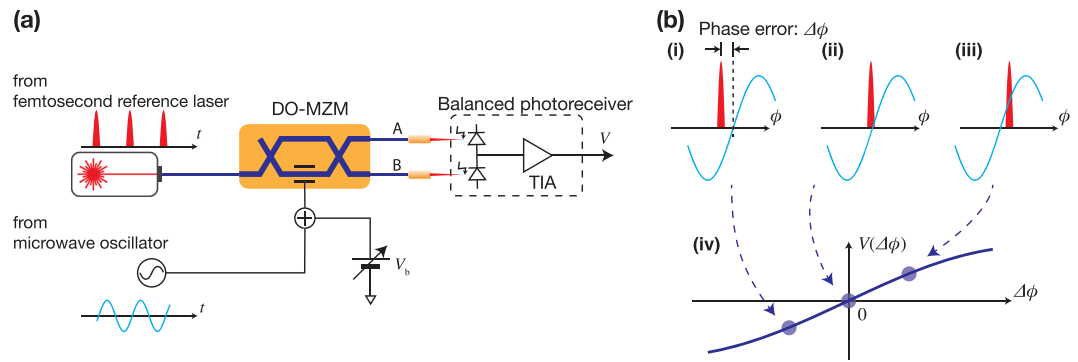 (a)
from
femtosecond reference laser
t
DO-MZM
A
B
Balanced photoreceiver
V
TIA
from
microwave oscillator
V_b
t
(b)
Phase error: Δϕ
(i)
(ii)
(iii)
ϕ
ϕ
ϕ
(iv)
V(Δϕ)
Δϕ
0